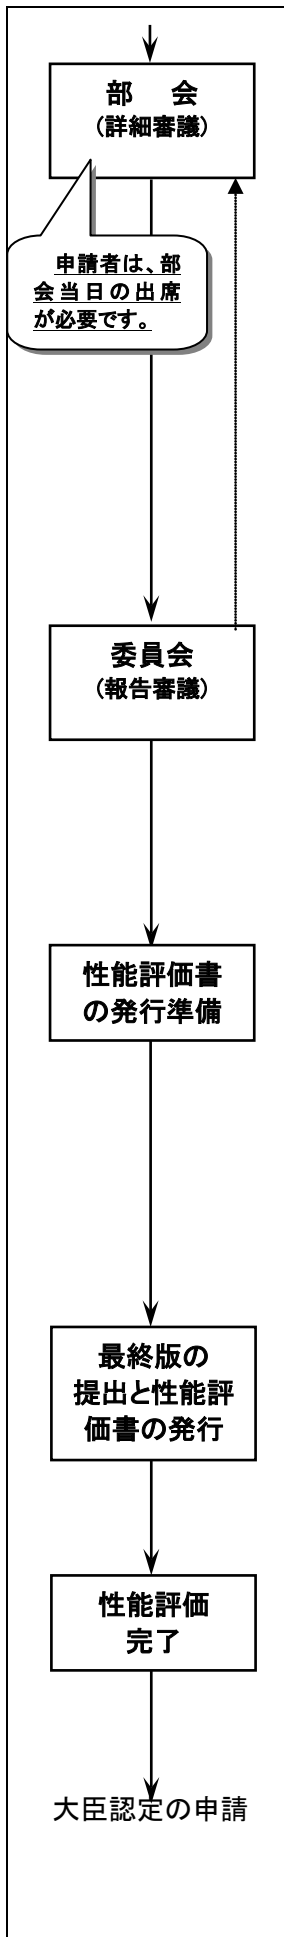 部　会
（詳細審議）
申請者は、部
会当日の出席
が必要です。
委員会
（報告審議）
性能評価書
の発行準備
最終版の
提出と性能評
価書の発行
性能評価
完了
大臣認定の申請